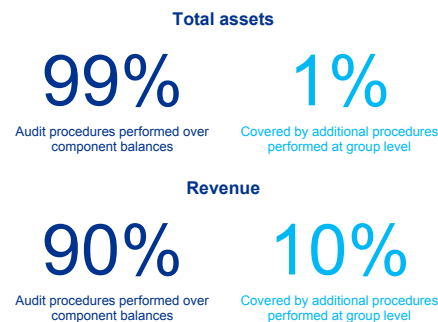 Total assets
99% 1%
Audit procedures performed over Covered by additional procedures
component balances performed at group level
Revenue
90% 10%
Audit procedures performed over Covered by additional procedures
component balances performed at group level